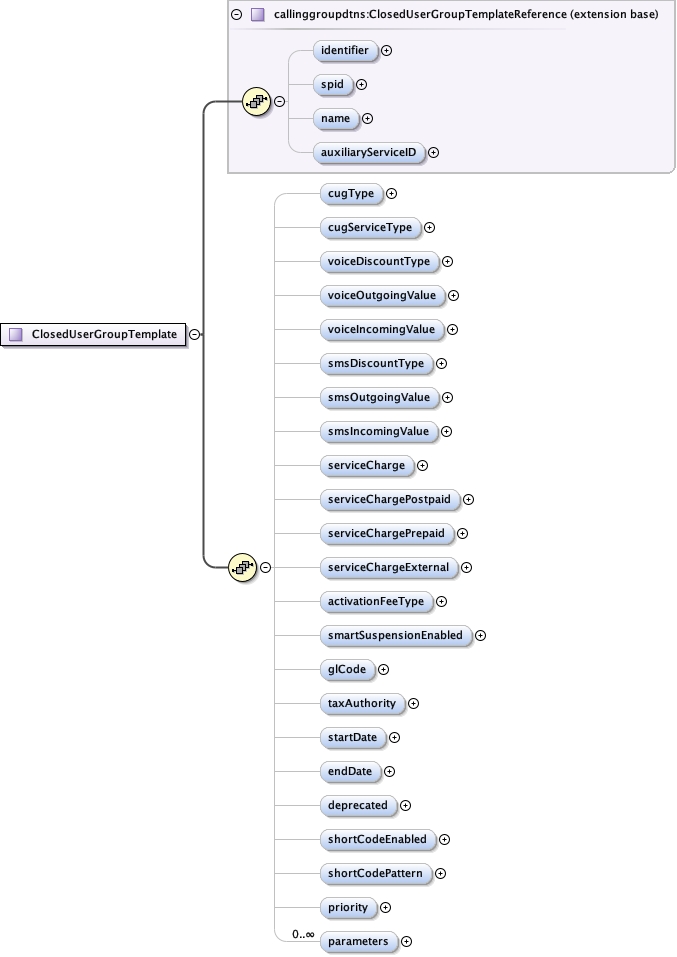 callinggroupdtns:ClosedUserGroupTemplateReference (extension base)
identifier
spid
name
auxiliaryServiceID
cugType
cugServiceType
voiceDiscountType
voiceOutgoingValue
voiceIncomingValue
ClosedUserGroupTemplate
smsDiscountType
smsOutgoingValue
smsIncomingValue
serviceCharge
serviceChargePostpaid
serviceChargePrepaid
serviceChargeExternal
activationFeeType
smartSuspensionEnabled
glCode
taxAuthority
startDate
endDate
deprecated
shortCodeEnabled
shortCodePattern
priority
0..∞
parameters